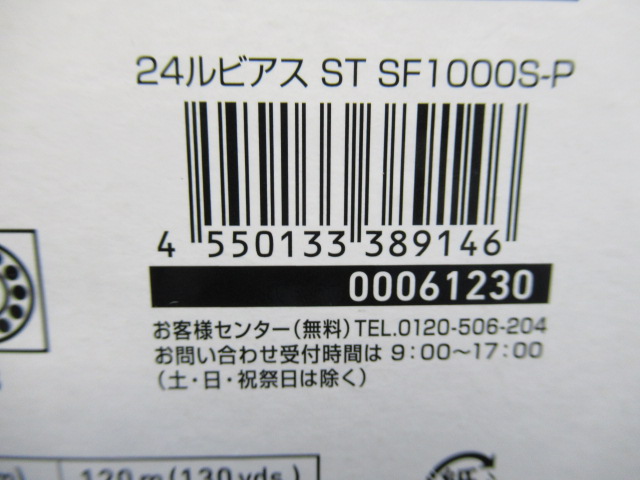 24ルビアス ST SF1000S-P
4 550133 389146
00061230
お客様センター(無料)TEL.0120-506-204
お問い合わせ受付時間は 9:00〜17:00
(土・日・祝祭日は除く)
120m(130yds.)